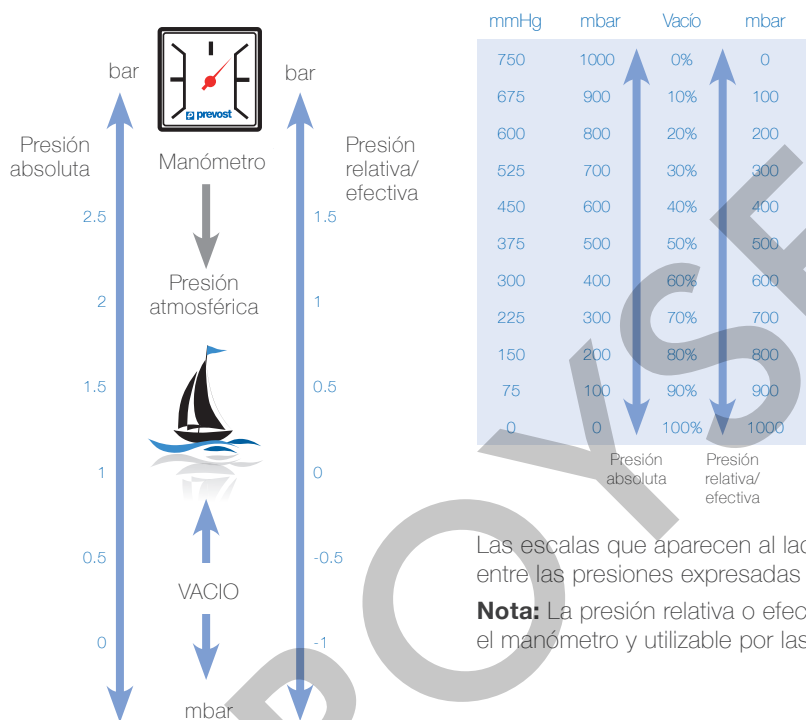 bar
bar
prevost
Presión
absoluta
Manómetro
Presión
relativa/
efectiva
2.5
1.5
Presión
atmosférica
2
1
1.5
0.5
1
0
0.5
-0.5
VACIO
0
-1
mbar
mmHg mbar Vacío mbar
750 1000 0% 0
675 900 10% 100
600 800 20% 200
525 700 30% 300
450 600 40% 400
375 500 50% 500
300 400 60% 600
225 300 70% 700
150 200 80% 800
75 100 90% 900
0 0 100% 1000
Presión
absoluta
Presión
relativa/
efectiva
Las escalas que aparecen al
entre las presiones expresadas
Nota: La presión relativa o
el manómetro y utilizable por las